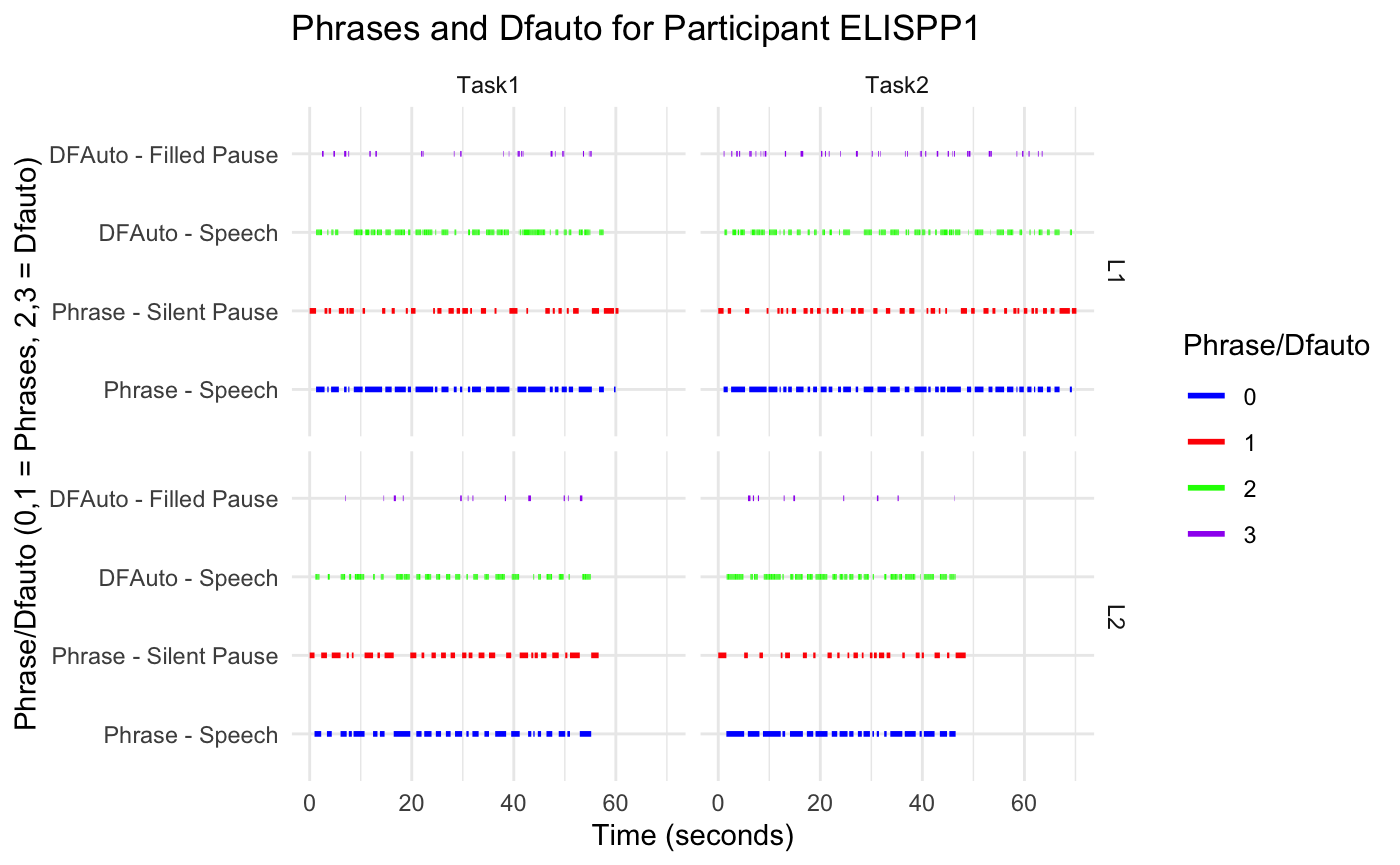 Phrases and Dfauto for Participant ELISPP1
Task1
Task2
Phrase/Dfauto (0,1 = Phrases, 2,3 = Dfauto)
DFAuto - Filled Pause
DFAuto - Speech
Phrase - Silent Pause
Phrase - Speech
L1
DFAuto - Filled Pause
DFAuto - Speech
Phrase - Silent Pause
Phrase - Speech
L2
0 20 40 60
0 20 40 60
Time (seconds)
Phrase/Dfauto
0
1
2
3